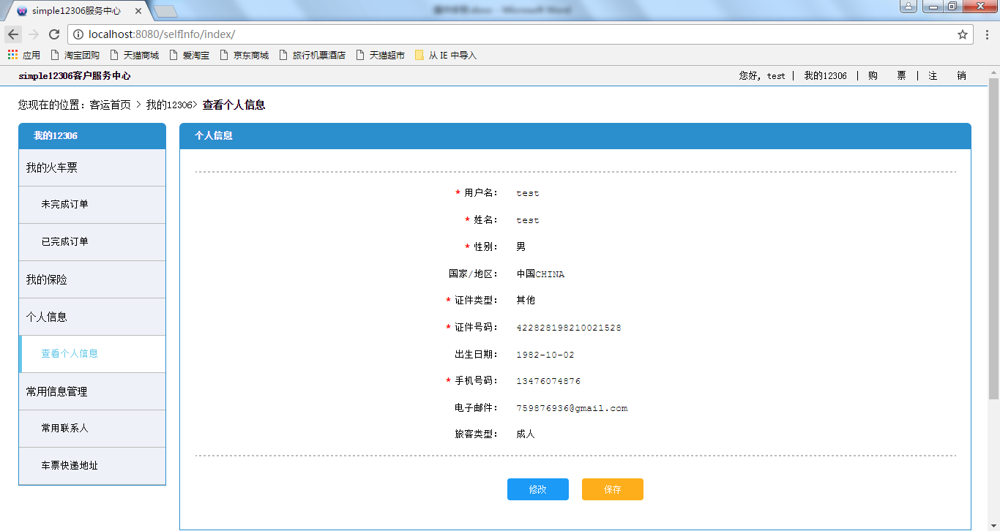 simple12306服务中心
localhost:8080/selfInfo/index/
应用 淘宝团购 天猫商城 爱淘宝 京东商城 旅行机票酒店 天猫超市 从 IE 中导入
simple12306客户服务中心 您好, test | 我的12306 | 购 票 | 注 销
您现在的位置：客运首页 > 我的12306> 查看个人信息
我的12306
我的火车票
未完成订单
已完成订单
我的保险
个人信息
查看个人信息
常用信息管理
常用联系人
车票快递地址
个人信息
* 用户名： test
* 姓名： test
* 性别： 男
国家/地区： 中国CHINA
* 证件类型： 其他
* 证件号码： 422828198210021528
出生日期： 1982-10-02
* 手机号码： 13476074876
电子邮件： 759876936@gmail.com
旅客类型： 成人
修改 保存